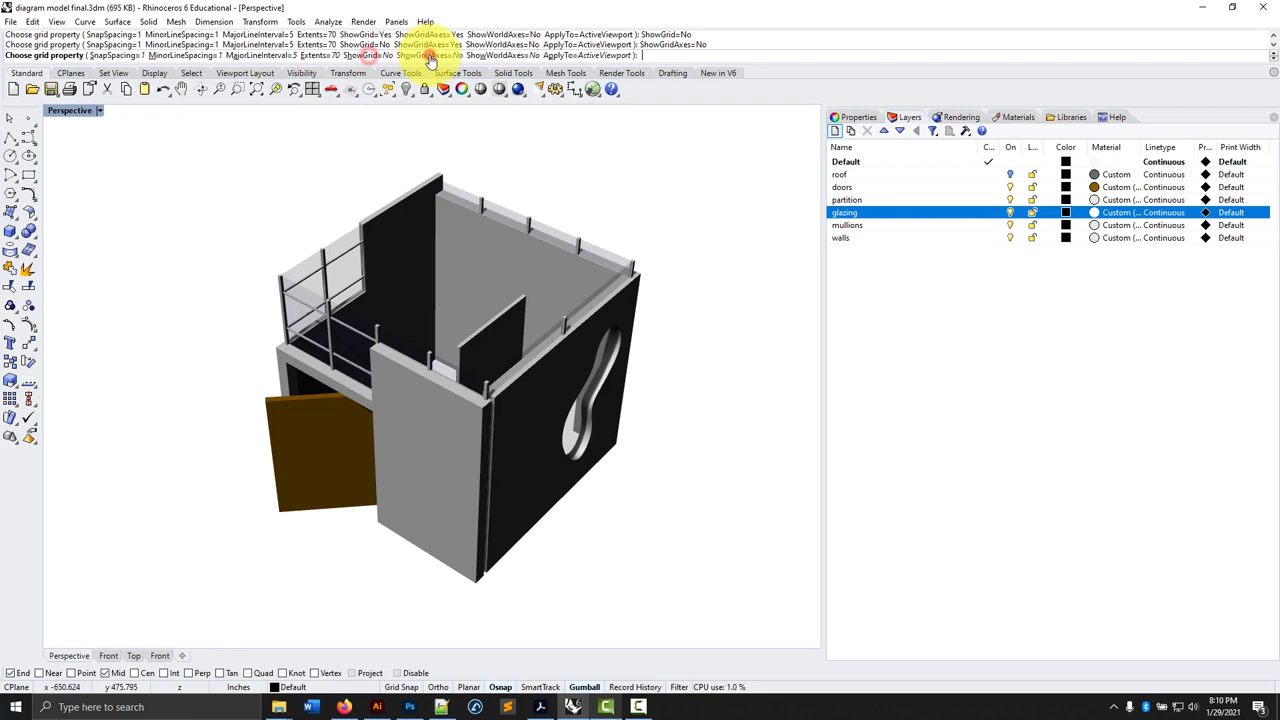 diagram model final.3dm (695 KB) - Rhinoceros 6 Educational - [Perspective]
File Edit View Curve Surface Solid Mesh Dimension Transform Tools Analyze Render Panels Help
Choose grid property ( SnapSpacing=1 MinorLineSpacing=1 MajorLineInterval=5 Extents=70 ShowGrid=Yes ShowGridAxes=Yes ShowWorldAxes=No ApplyTo=ActiveViewport ): ShowGrid=No
Choose grid property ( SnapSpacing=1 MinorLineSpacing=1 MajorLineInterval=5 Extents=70 ShowGrid=No ShowGridAxes=Yes ShowWorldAxes=No ApplyTo=ActiveViewport ): ShowGridAxes=No
Choose grid property ( SnapSpacing=1 MinorLineSpacing=1 MajorLineInterval=5 Extents=70 ShowGrid=No ShowGridAxes=No ShowWorldAxes=No ApplyTo=ActiveViewport ):
Standard CPlanes Set View Display Select Viewport Layout Visibility Transform Curve Tools Surface Tools Solid Tools Mesh Tools Render Tools Drafting New in V6
Perspective
Properties Layers Rendering Materials Libraries Help
Name C... On L... Color Material Linetype Pr... Print Width
Default Continuous Default
roof Custom Continuous Default
doors Custom (... Continuous Default
partition Custom (... Continuous Default
glazing Custom (... Continuous Default
mullions Custom (... Continuous Default
walls Custom (... Continuous Default
Perspective Front Top Front
End Near Point Mid Cen Int Perp Tan Quad Knot Vertex Project Disable
CPlane x -650.624 y 475.795 z Inches Default Grid Snap Ortho Planar Osnap SmartTrack Gumball Record History Filter CPU use: 1.0 %
Type here to search
8:10 PM
1/29/2021